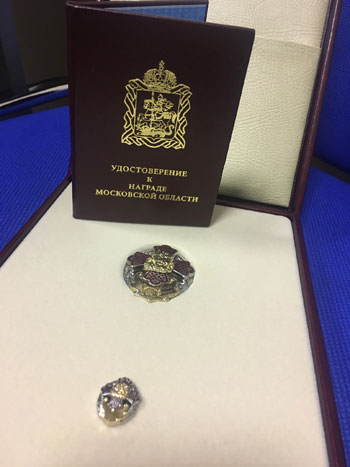 УДОСТОВЕРЕНИЕ
К
НАГРАДЕ
МОСКОВСКОЙ ОБЛАСТИ